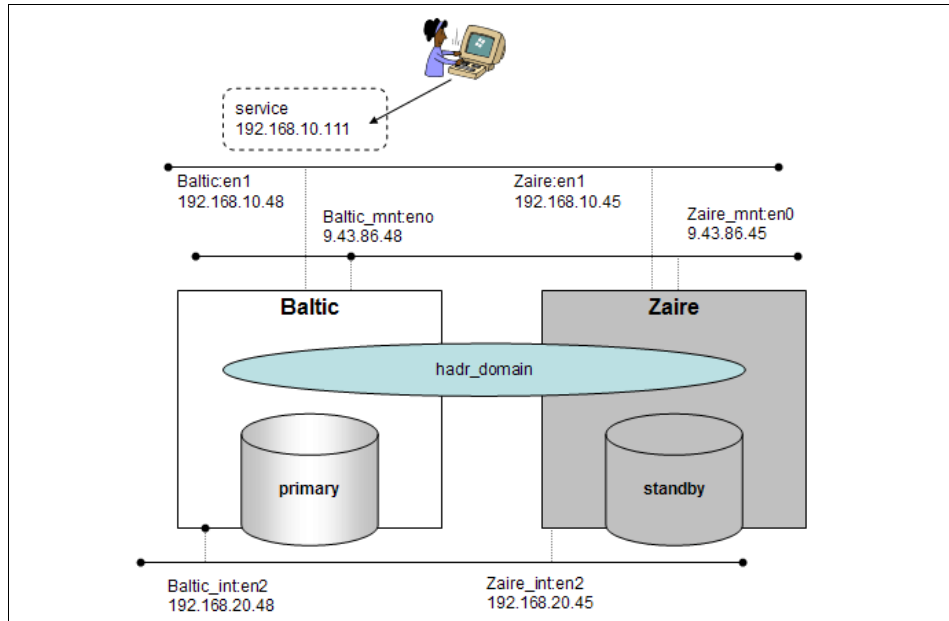 service
192.168.10.111
Baltic:en1
192.168.10.48
Zaire:en1
192.168.10.45
Baltic_mnt:eno
9.43.86.48
Zaire_mnt:en0
9.43.86.45
Baltic
Zaire
hadr_domain
primary
standby
Baltic_int:en2
192.168.20.48
Zaire_int:en2
192.168.20.45